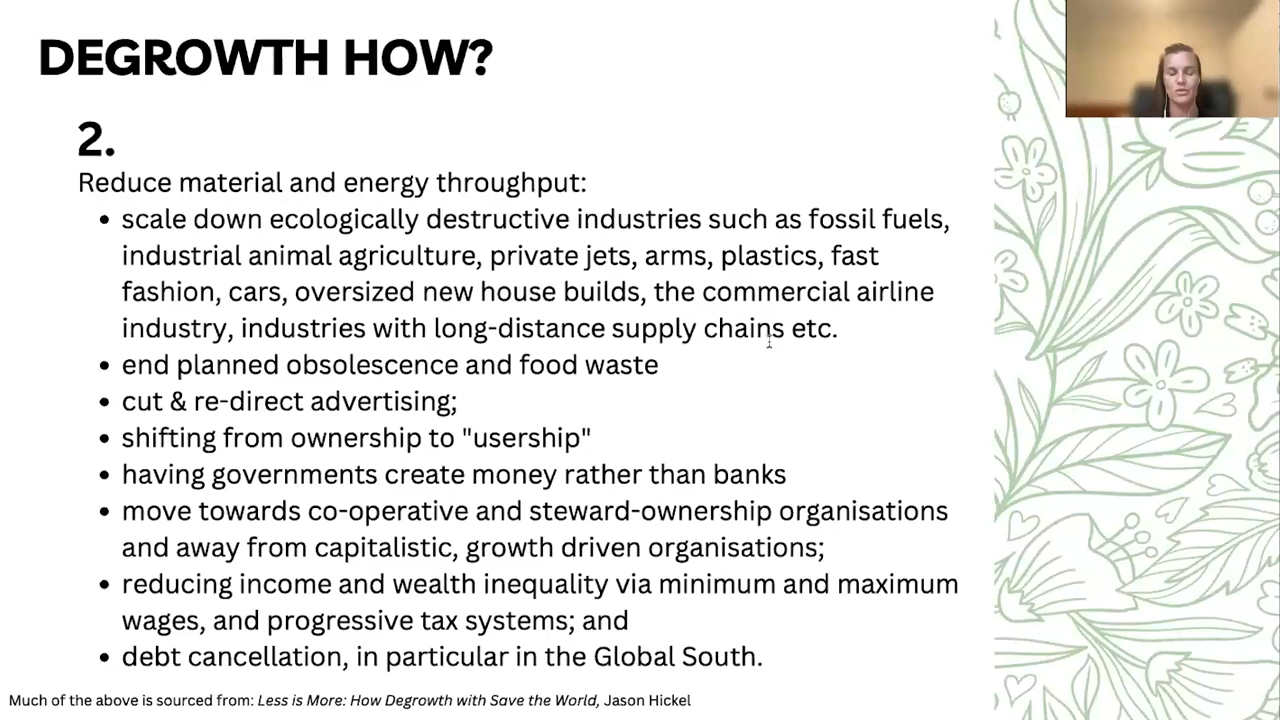 DEGROWTH HOW?
2.
Reduce material and energy throughput:
• scale down ecologically destructive industries such as fossil fuels,
industrial animal agriculture, private jets, arms, plastics, fast
fashion, cars, oversized new house builds, the commercial airline
industry, industries with long-distance supply chains etc.
• end planned obsolescence and food waste
• cut & re-direct advertising;
• shifting from ownership to "usership"
• having governments create money rather than banks
• move towards co-operative and steward-ownership organisations
and away from capitalistic, growth driven organisations;
• reducing income and wealth inequality via minimum and maximum
wages, and progressive tax systems; and
• debt cancellation, in particular in the Global South.
Much of the above is sourced from: Less is More: How Degrowth with Save the World, Jason Hickel